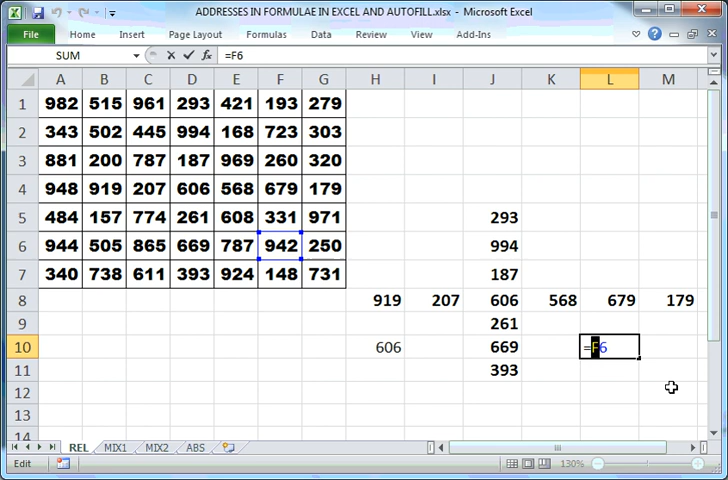 ADDRESSES IN FORMULAE IN EXCEL AND AUTOFILL.xlsx - Microsoft Excel
File Home Insert Page Layout Formulas Data Review View Add-Ins
SUM fx =F6
A B C D E F G H I J K L M
1 982 515 961 293 421 193 279
2 343 502 445 994 168 723 303
3 881 200 787 187 969 260 320
4 948 919 207 606 568 679 179
5 484 157 774 261 608 331 971 293
6 944 505 865 669 787 942 250 994
7 340 738 611 393 924 148 731 187
8 919 207 606 568 679 179
9 261
10 606 669 =F6
11 393
12
13
14
REL MIX1 MIX2 ABS
Edit 130%